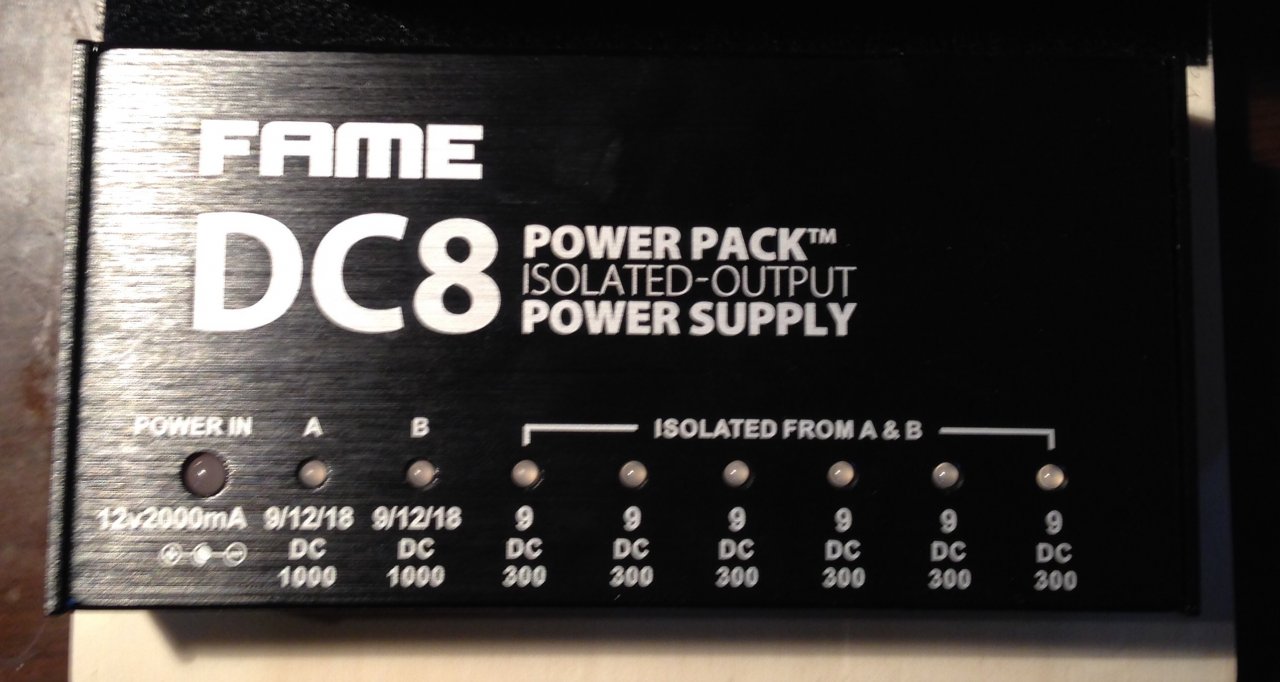 FAME
DC8
POWER PACK™
ISOLATED-OUTPUT
POWER SUPPLY
POWER IN A B ISOLATED FROM A & B
12v2000mA 9/12/18 9/12/18 9 9 9 9 9 9
DC DC DC DC DC DC DC DC
1000 1000 300 300 300 300 300 300